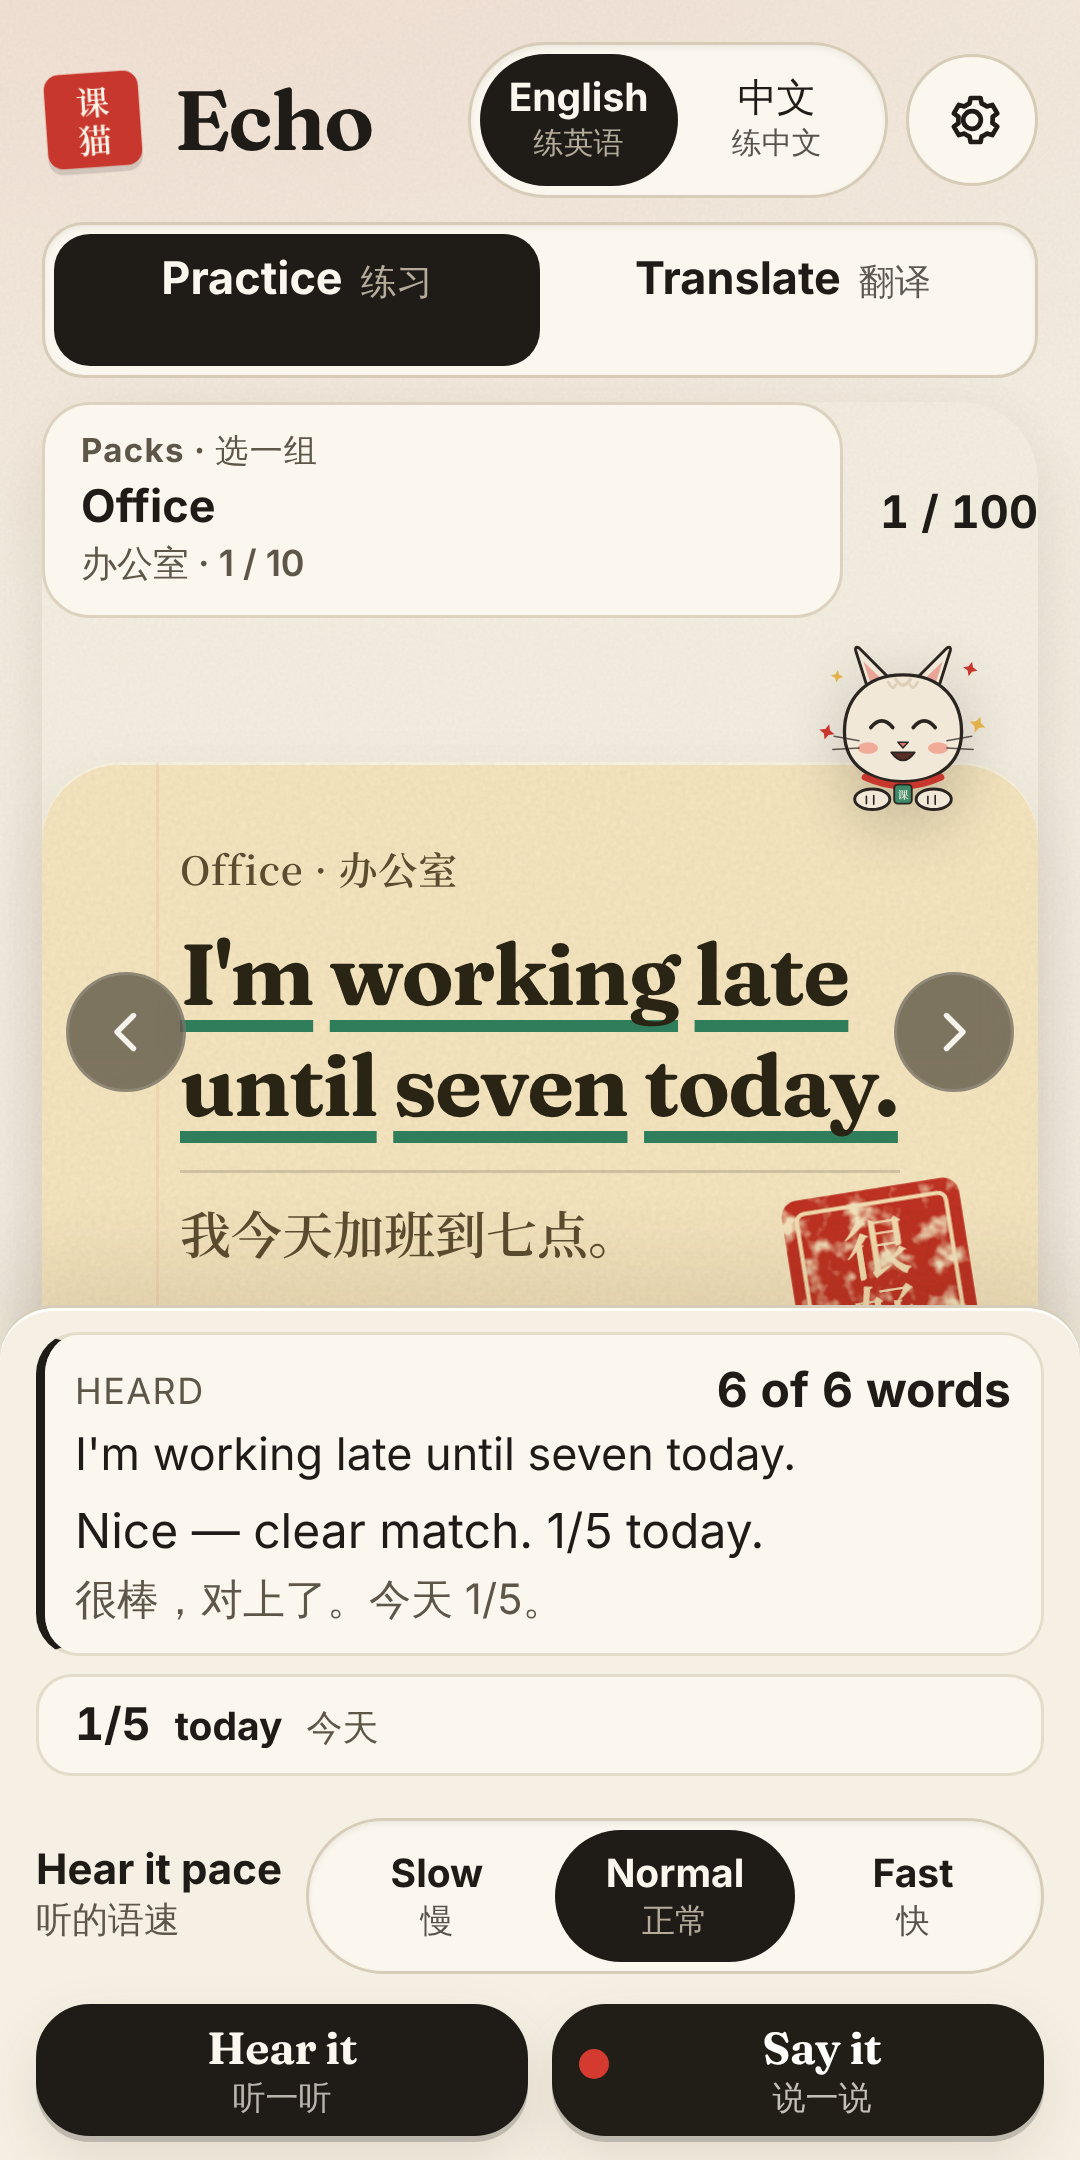 课猫
Echo
English
练英语
中文
练中文
Practice 练习
Translate 翻译
Packs · 选一组
Office
办公室 · 1 / 10
1 / 100
课
Office · 办公室
I'm working late
until seven today.
我今天加班到七点。
很
HEARD
6 of 6 words
I'm working late until seven today.
Nice — clear match. 1/5 today.
很棒，对上了。今天 1/5。
1/5 today 今天
Hear it pace
听的语速
Slow
慢
Normal
正常
Fast
快
Hear it
听一听
Say it
说一说